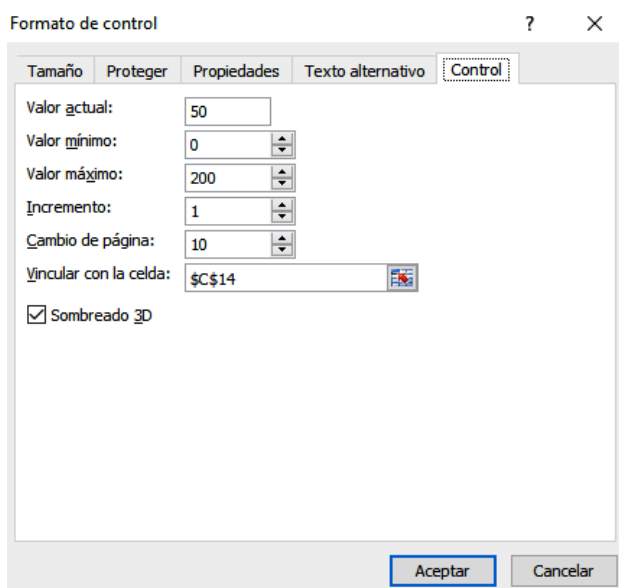 Formato de control ?
Tamaño Proteger Propiedades Texto alternativo Control
Valor actual: 50
Valor mínimo: 0
Valor máximo: 200
Incremento: 1
Cambio de página: 10
Vincular con la celda: $C$14
Sombreado 3D
Aceptar Cancelar